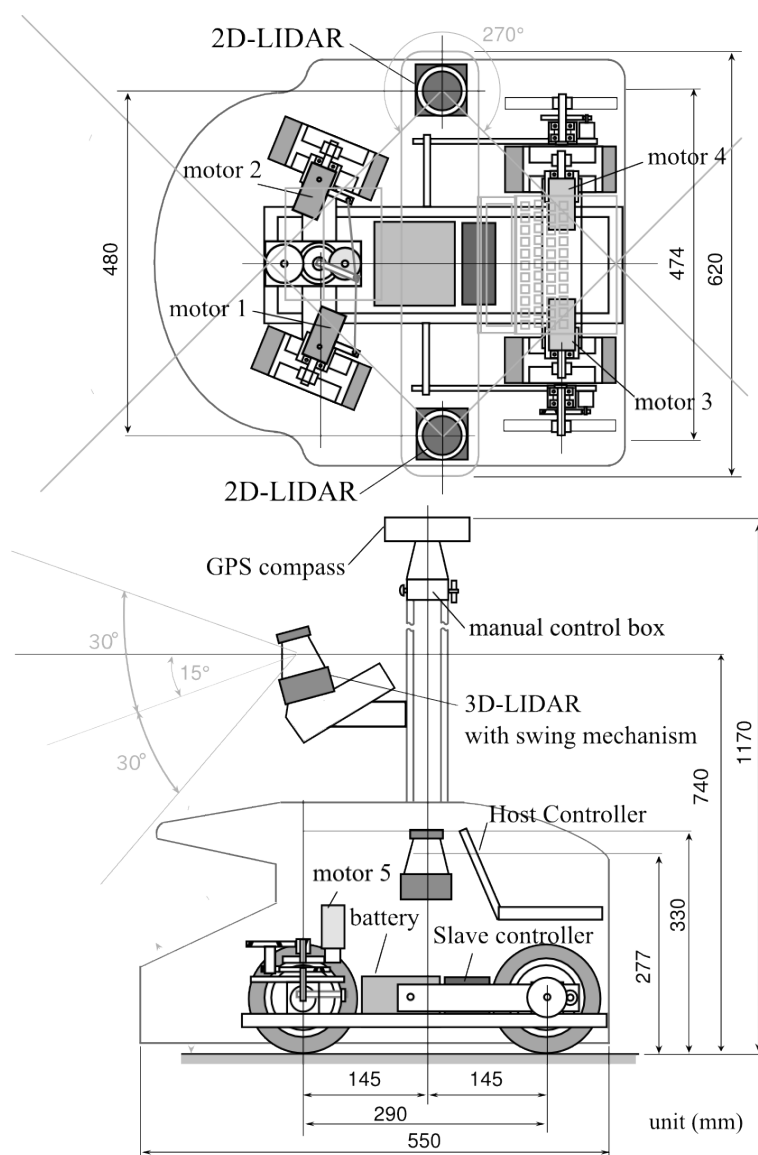 2D-LIDAR
270°
motor 2
motor 4
480
474
620
motor 1
motor 3
2D-LIDAR
GPS compass
manual control box
30°
15°
3D-LIDAR
with swing mechanism
30°
1170
740
Host Controller
motor 5
battery
Slave controller
330
277
145
145
290
unit (mm)
550